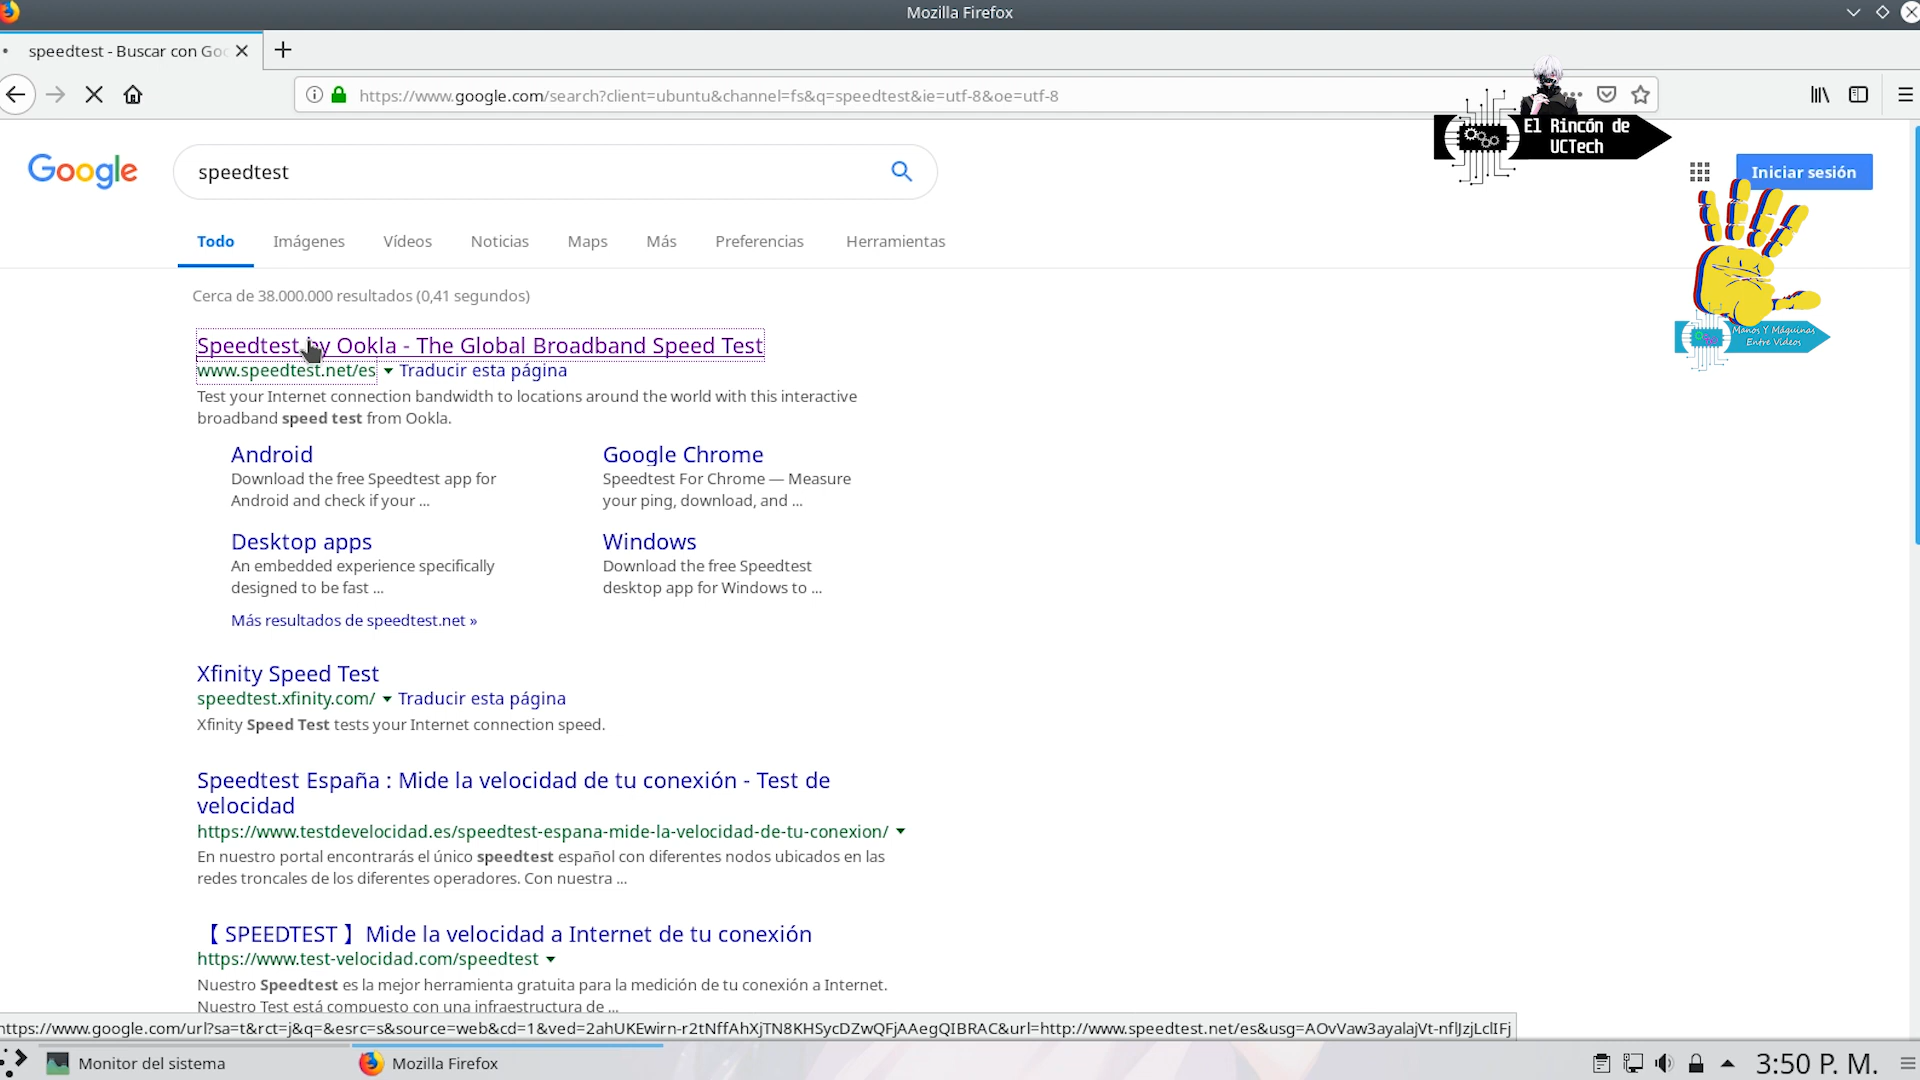 Mozilla Firefox
speedtest - Buscar con Goo
https://www.google.com/search?client=ubuntu&channel=fs&q=speedtest&ie=utf-8&oe=utf-8
El Rincón de
UCTech
Google
speedtest
Iniciar sesión
Todo Imágenes Vídeos Noticias Maps Más Preferencias Herramientas
Cerca de 38.000.000 resultados (0,41 segundos)
Manos Y Máquinas
Entre Videos
Speedtest by Ookla - The Global Broadband Speed Test
www.speedtest.net/es Traducir esta página
Test your Internet connection bandwidth to locations around the world with this interactive
broadband speed test from Ookla.
Android
Download the free Speedtest app for
Android and check if your ...
Google Chrome
Speedtest For Chrome — Measure
your ping, download, and ...
Desktop apps
An embedded experience specifically
designed to be fast ...
Windows
Download the free Speedtest
desktop app for Windows to ...
Más resultados de speedtest.net »
Xfinity Speed Test
speedtest.xfinity.com/ Traducir esta página
Xfinity Speed Test tests your Internet connection speed.
Speedtest España : Mide la velocidad de tu conexión - Test de
velocidad
https://www.testdevelocidad.es/speedtest-espana-mide-la-velocidad-de-tu-conexion/
En nuestro portal encontrarás el único speedtest español con diferentes nodos ubicados en las
redes troncales de los diferentes operadores. Con nuestra ...
【 SPEEDTEST 】 Mide la velocidad a Internet de tu conexión
https://www.test-velocidad.com/speedtest
Nuestro Speedtest es la mejor herramienta gratuita para la medición de tu conexión a Internet.
Nuestro Test está compuesto con una infraestructura de ...
https://www.google.com/url?sa=t&rct=j&q=&esrc=s&source=web&cd=1&ved=2ahUKEwirn-r2tNffAhXjTN8KHSycDZwQFjAAegQIBRAC&url=http://www.speedtest.net/es&usg=AOvVaw3ayalajVt-nflJzjLclIFj
Monitor del sistema
Mozilla Firefox
3:50 P. M.